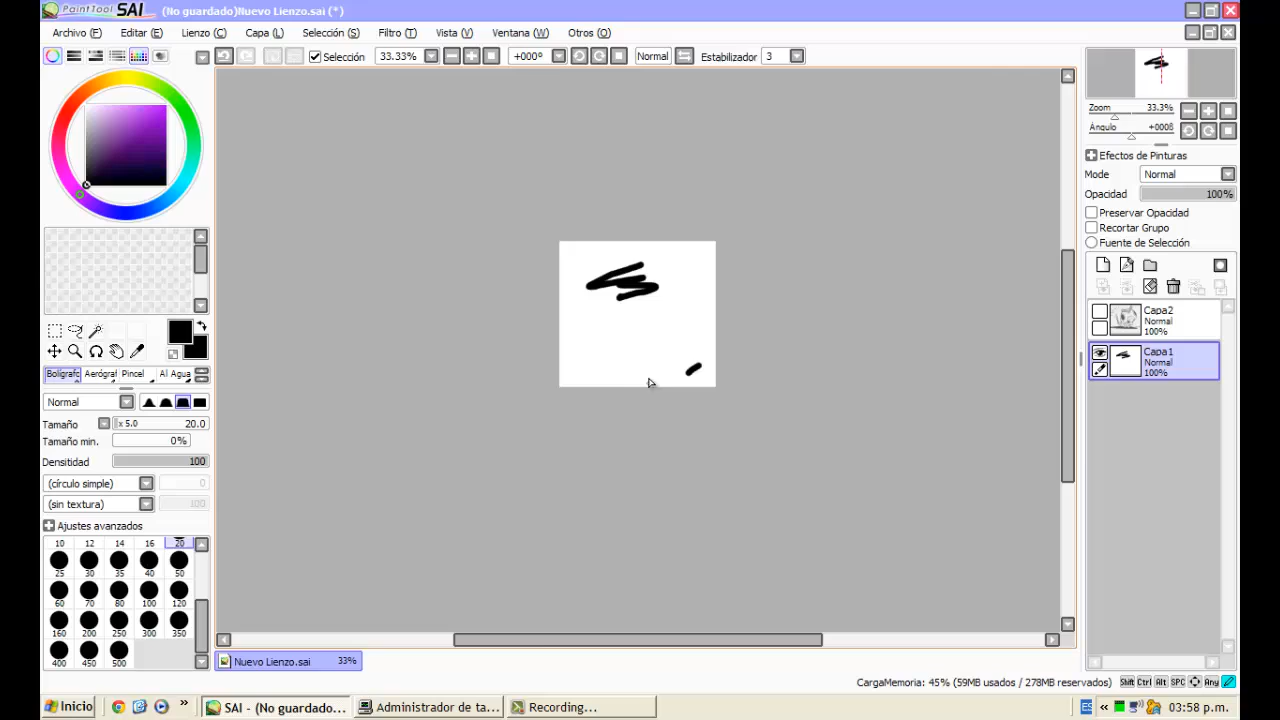 PaintTool SAI (No guardado)Nuevo Lienzo.sai (*)
Archivo (F) Editar (E) Lienzo (C) Capa (L) Selección (S) Filtro (T) Vista (V) Ventana (W) Otros (O)
Selección 33.33% +000º Normal Estabilizador 3
Zoom 33.3%
Ángulo +000ß
Efectos de Pinturas
Mode Normal
Opacidad 100%
Preservar Opacidad
Recortar Grupo
Fuente de Selección
Capa2
Normal
100%
Capa1
Normal
100%
Bolígrafo Aerógrafo Pincel Al Agua
Normal
Tamaño x 5.0 20.0
Tamaño min. 0%
Densitidad 100
(círculo simple) 0
(sin textura) 100
Ajustes avanzados
10 12 14 16 20
25 30 35 40 50
60 70 80 100 120
160 200 250 300 350
400 450 500
Nuevo Lienzo.sai 33%
CargaMemoria: 45% (59MB usados / 278MB reservados) Shift Ctrl Alt SPC Any
Inicio SAI - (No guardado... Administrador de ta... Recording... ES 03:58 p.m.